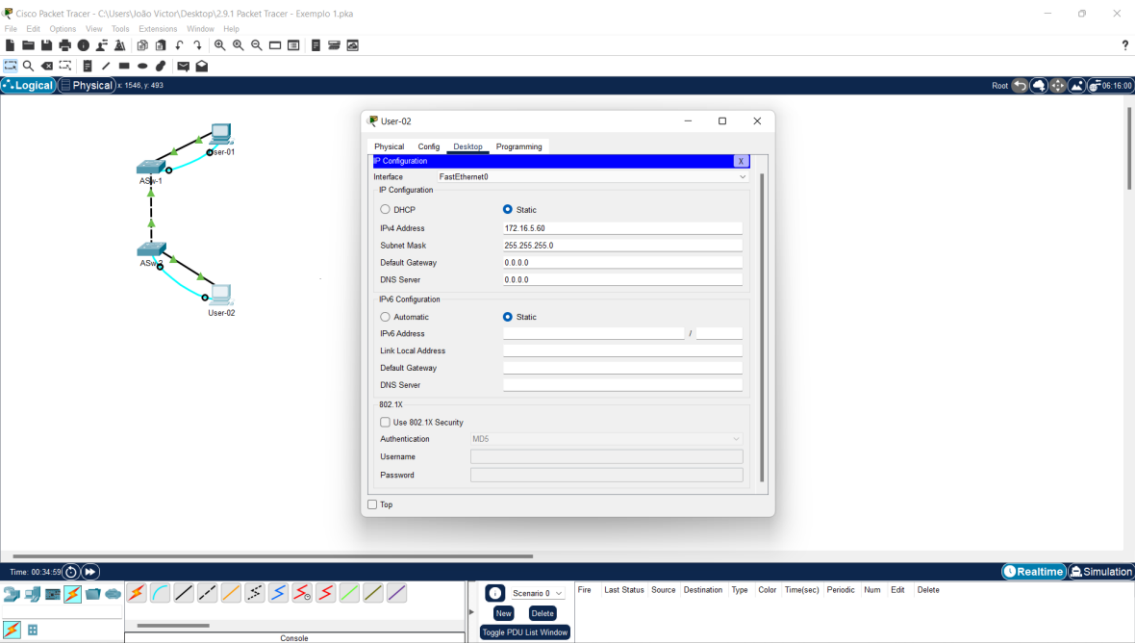 Cisco Packet Tracer - C:\Users\João Victor\Desktop\2.9.1 Packet Tracer - Exemplo 1.pka
File Edit Options View Tools Extensions Window Help
?
Logical Physical x: 1546, y: 493
Root 06:16:00
User-01
ASw-1
ASw-2
User-02
User-02
Physical Config Desktop Programming
IP Configuration X
Interface FastEthernet0
IP Configuration
DHCP Static
IPv4 Address 172.16.5.60
Subnet Mask 255.255.255.0
Default Gateway 0.0.0.0
DNS Server 0.0.0.0
IPv6 Configuration
Automatic Static
IPv6 Address /
Link Local Address
Default Gateway
DNS Server
802.1X
Use 802.1X Security
Authentication MD5
Username
Password
Top
Time: 00:34:59
Realtime Simulation
Scenario 0
New Delete
Toggle PDU List Window
Fire Last Status Source Destination Type Color Time(sec) Periodic Num Edit Delete
Console